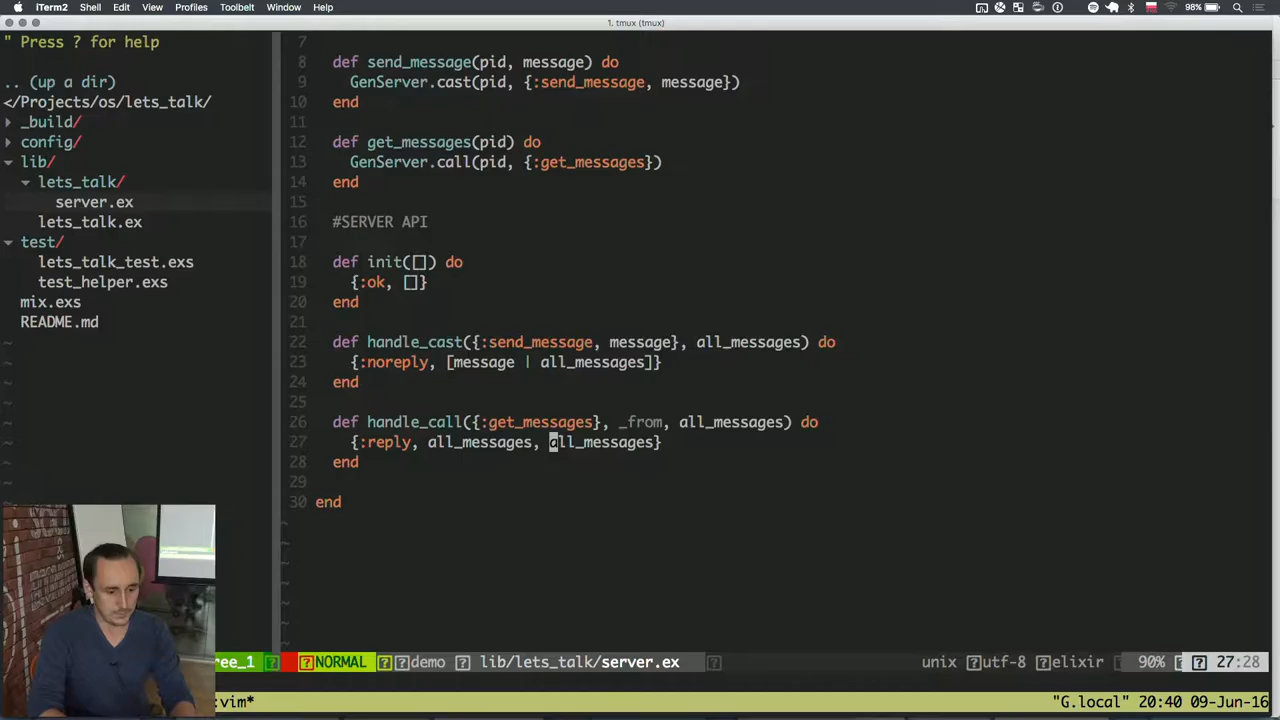 iTerm2 Shell Edit View Profiles Toolbelt Window Help 98%
1. tmux (tmux)
" Press ? for help
.. (up a dir)
</Projects/os/lets_talk/
_build/
config/
lib/
lets_talk/
server.ex
lets_talk.ex
test/
lets_talk_test.exs
test_helper.exs
mix.exs
README.md
~
~
~
~
~
~
~
~
7
8 def send_message(pid, message) do
9 GenServer.cast(pid, {:send_message, message})
10 end
11
12 def get_messages(pid) do
13 GenServer.call(pid, {:get_messages})
14 end
15
16 #SERVER API
17
18 def init([]) do
19 {:ok, []}
20 end
21
22 def handle_cast({:send_message, message}, all_messages) do
23 {:noreply, [message | all_messages]}
24 end
25
26 def handle_call({:get_messages}, _from, all_messages) do
27 {:reply, all_messages, all_messages}
28 end
29
30 end
~
~
~
~
~
~
~
ree_1 ? ? NORMAL ? ? demo ? lib/lets_talk/server.ex ? unix ? utf-8 ? elixir 90% ? 27:28
:vim* "G.local" 20:40 09-Jun-16